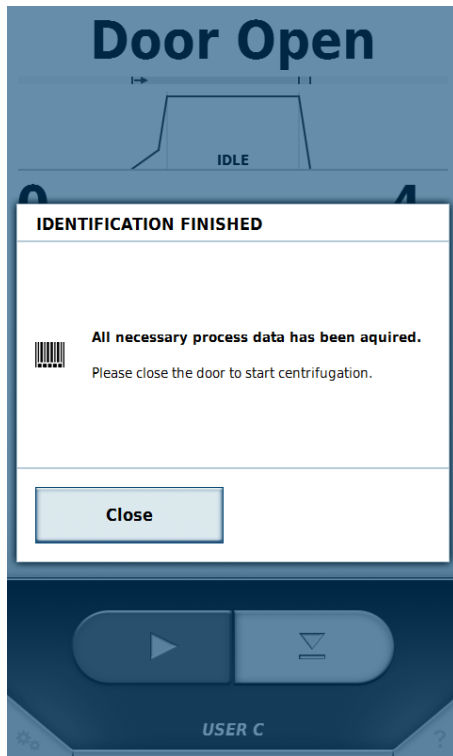 Door Open
IDLE
IDENTIFICATION FINISHED
All necessary process data has been aquired.
Please close the door to start centrifugation.
Close
USER C
?